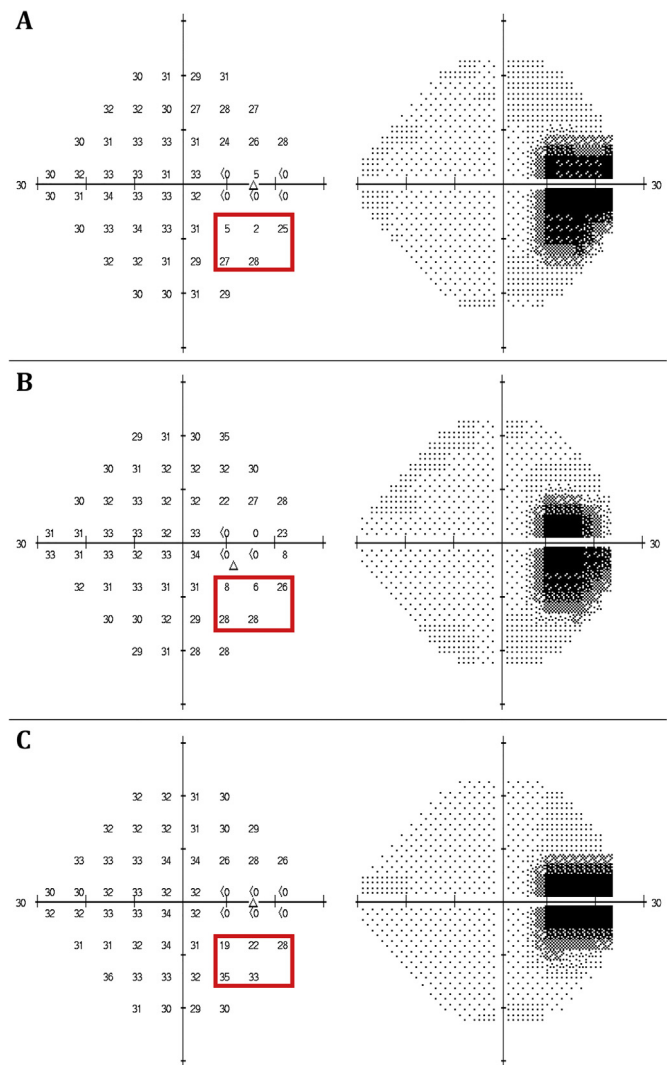 A
30 31 29 31
32 32 30 27 28 27
30 31 33 33 31 24 26 28
30 32 33 33 31 33 ⟨0 5 ⟨0
30 30
30 31 34 33 33 32 ⟨0 ⟨0 ⟨0
30 33 34 33 31 5 2 25
32 32 31 29 27 28
30 30 31 29
B
29 31 30 35
30 31 32 32 32 30
30 32 33 32 32 22 27 28
31 31 33 33 32 33 ⟨0 0 23
30 30
33 31 33 32 33 34 ⟨0 ⟨0 8
32 31 33 31 31 8 6 26
30 30 32 29 28 28
29 31 28 28
C
32 32 31 30
32 32 32 31 30 29
33 33 33 34 34 26 28 26
30 30 32 33 32 32 ⟨0 ⟨0 ⟨0
30 30
32 32 33 33 34 32 ⟨0 ⟨0 ⟨0
31 31 32 34 31 19 22 28
36 33 33 32 35 33
31 30 29 30